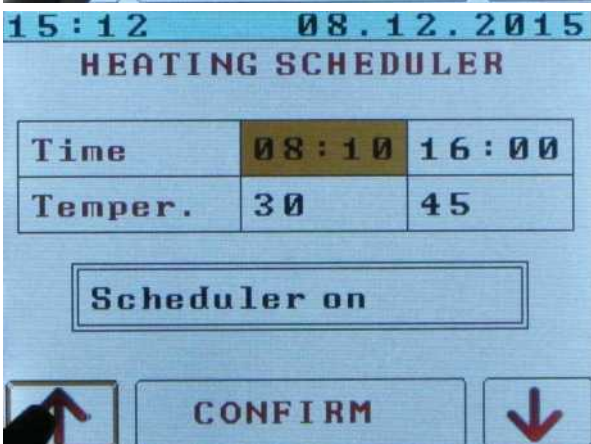 15:12 08.12.2015
HEATING SCHEDULER
Time 08:10 16:00
Temper. 30 45
Scheduler on
CONFIRM